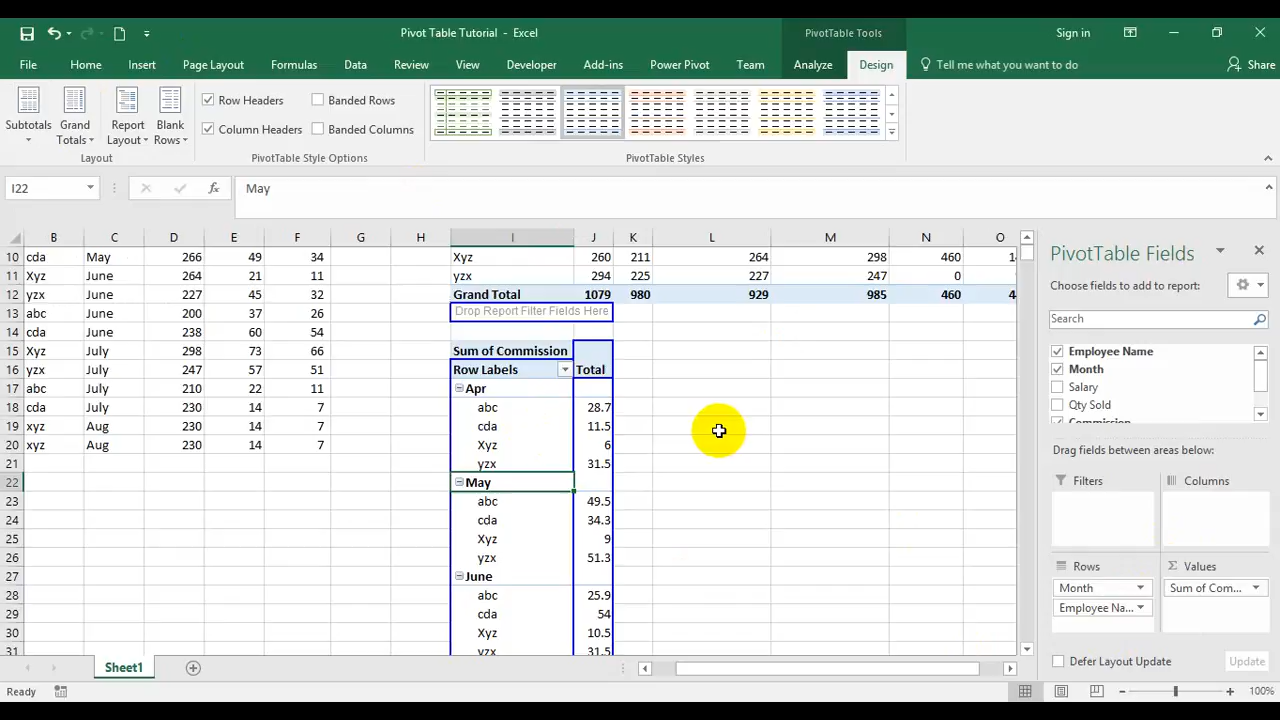 Pivot Table Tutorial - Excel
PivotTable Tools
Sign in
File Home Insert Page Layout Formulas Data Review View Developer Add-ins Power Pivot Team Analyze Design Tell me what you want to do Share
Subtotals
Grand Totals
Report Layout
Blank Rows
Row Headers Banded Rows
Column Headers Banded Columns
Layout PivotTable Style Options PivotTable Styles
I22 fx May
B C D E F G H I J K L M N O
10 cda May 266 49 34 Xyz 260 211 264 298 460
11 Xyz June 264 21 11 yzx 294 225 227 247 0
12 yzx June 227 45 32 Grand Total 1079 980 929 985 460
13 abc June 200 37 26 Drop Report Filter Fields Here
14 cda June 238 60 54
15 Xyz July 298 73 66 Sum of Commission
16 yzx July 247 57 51 Row Labels Total
17 abc July 210 22 11 Apr
18 cda July 230 14 7 abc 28.7
19 xyz Aug 230 14 7 cda 11.5
20 xyz Aug 230 14 7 Xyz 6
21 yzx 31.5
22 May
23 abc 49.5
24 cda 34.3
25 Xyz 9
26 yzx 51.3
27 June
28 abc 25.9
29 cda 54
30 Xyz 10.5
31 yzx 31.5
PivotTable Fields
Choose fields to add to report:
Search
Employee Name
Month
Salary
Qty Sold
Commission
Drag fields between areas below:
Filters Columns
Rows Values
Month Sum of Com...
Employee Na...
Defer Layout Update Update
Sheet1
Ready 100%